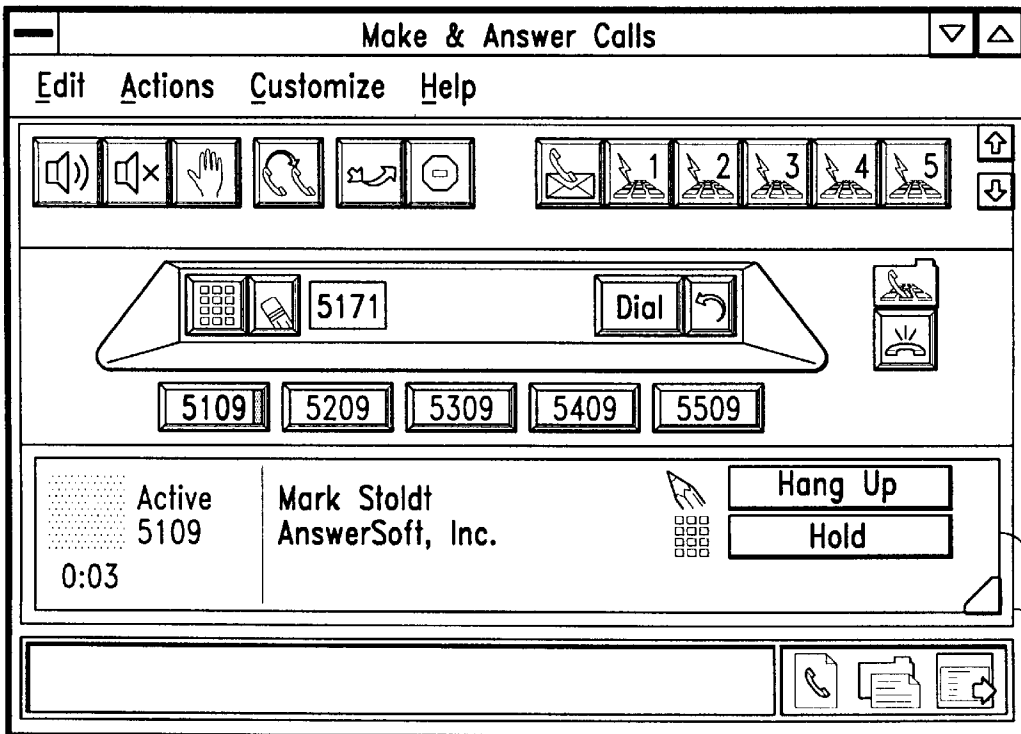 Make & Answer Calls
Edit Actions Customize Help
1 2 3 4 5
5171 Dial
5109 5209 5309 5409 5509
Active Mark Stoldt Hang Up
5109 AnswerSoft, Inc. Hold
0:03